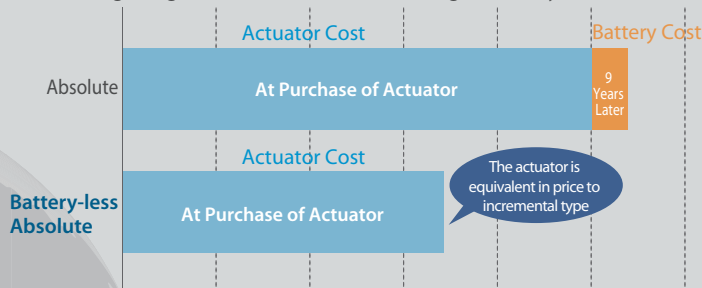 Actuator Cost
Battery Cost
Absolute
At Purchase of Actuator
9
Years
Later
Actuator Cost
Battery-less
Absolute
At Purchase of Actuator
The actuator is
equivalent in price to
incremental type